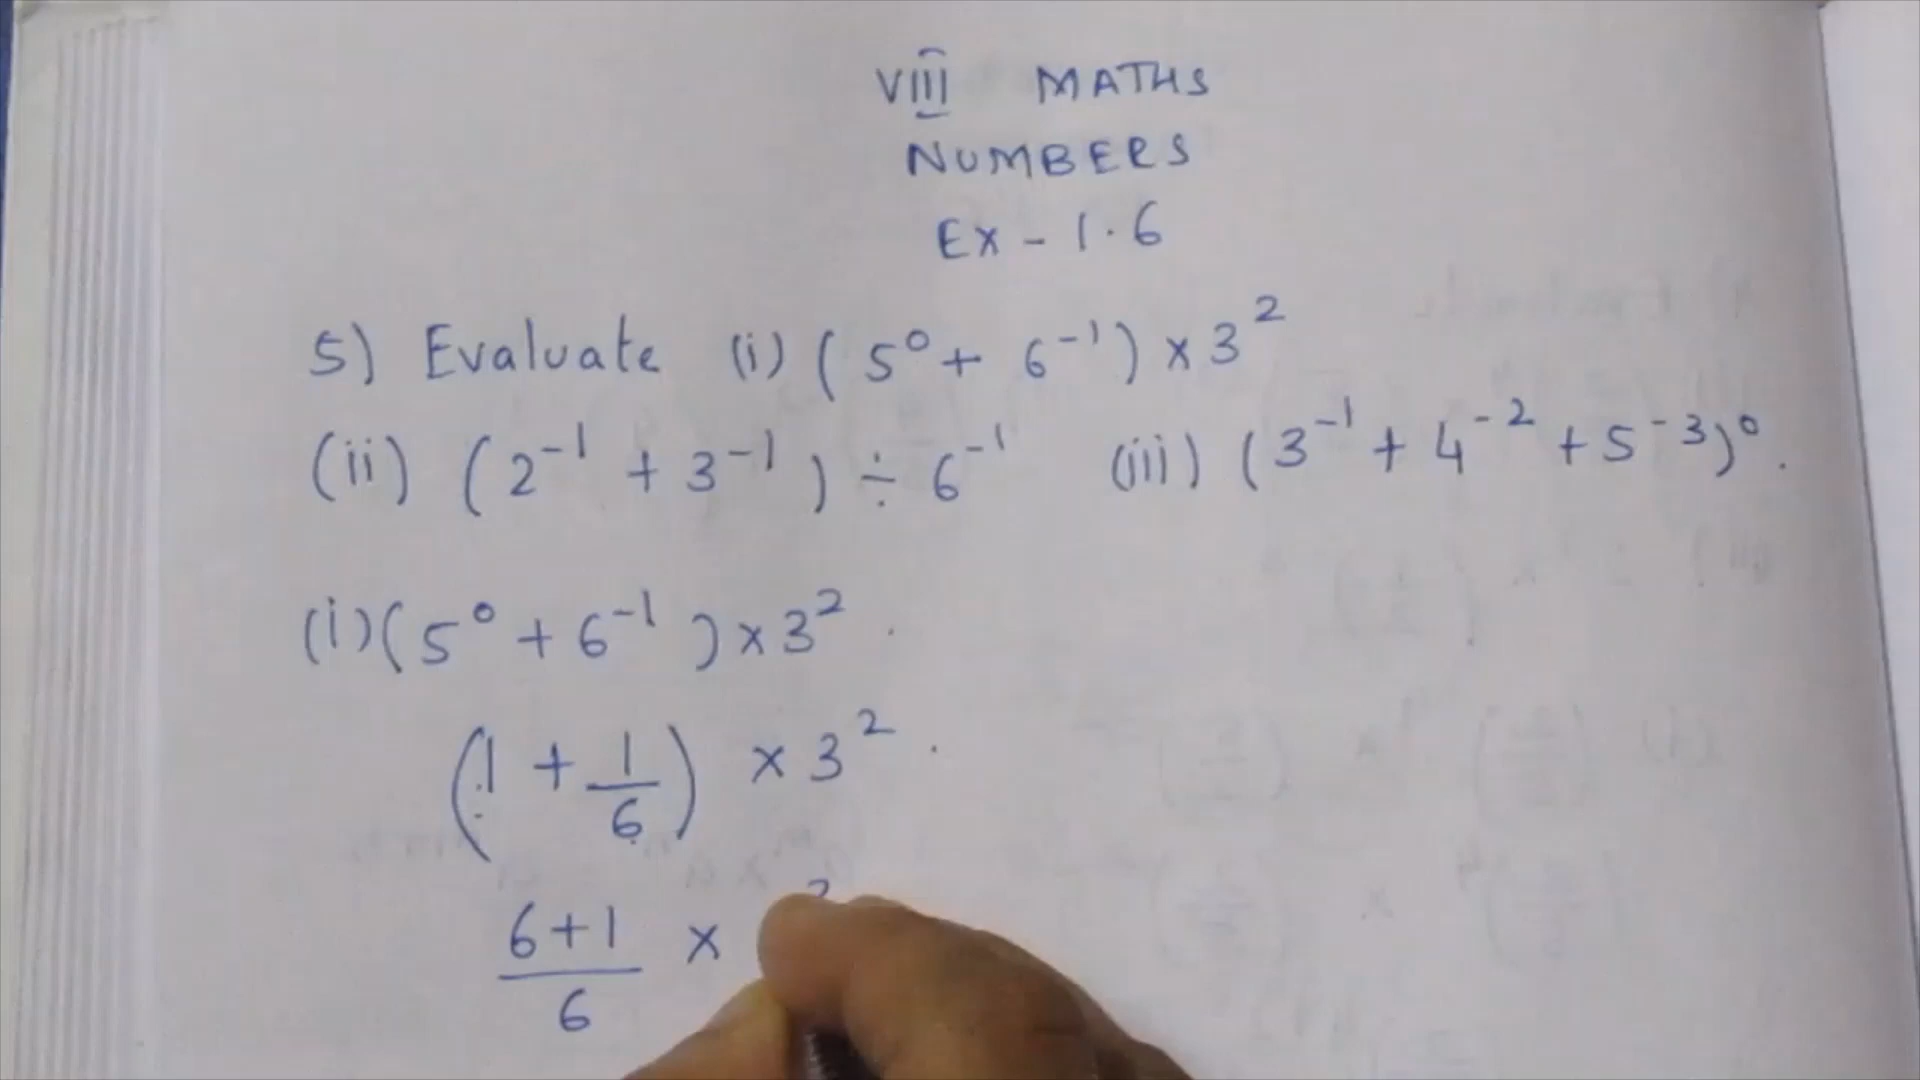 VIII MATHS
NUMBERS
Ex - 1.6
5) Evaluate (i) (5⁰ + 6⁻¹) × 3²
(ii) (2⁻¹ + 3⁻¹) ÷ 6⁻¹ (iii) (3⁻¹ + 4⁻² + 5⁻³)⁰.
(i) (5⁰ + 6⁻¹) × 3².
(1 + 1/6) × 3².
6+1/6 ×